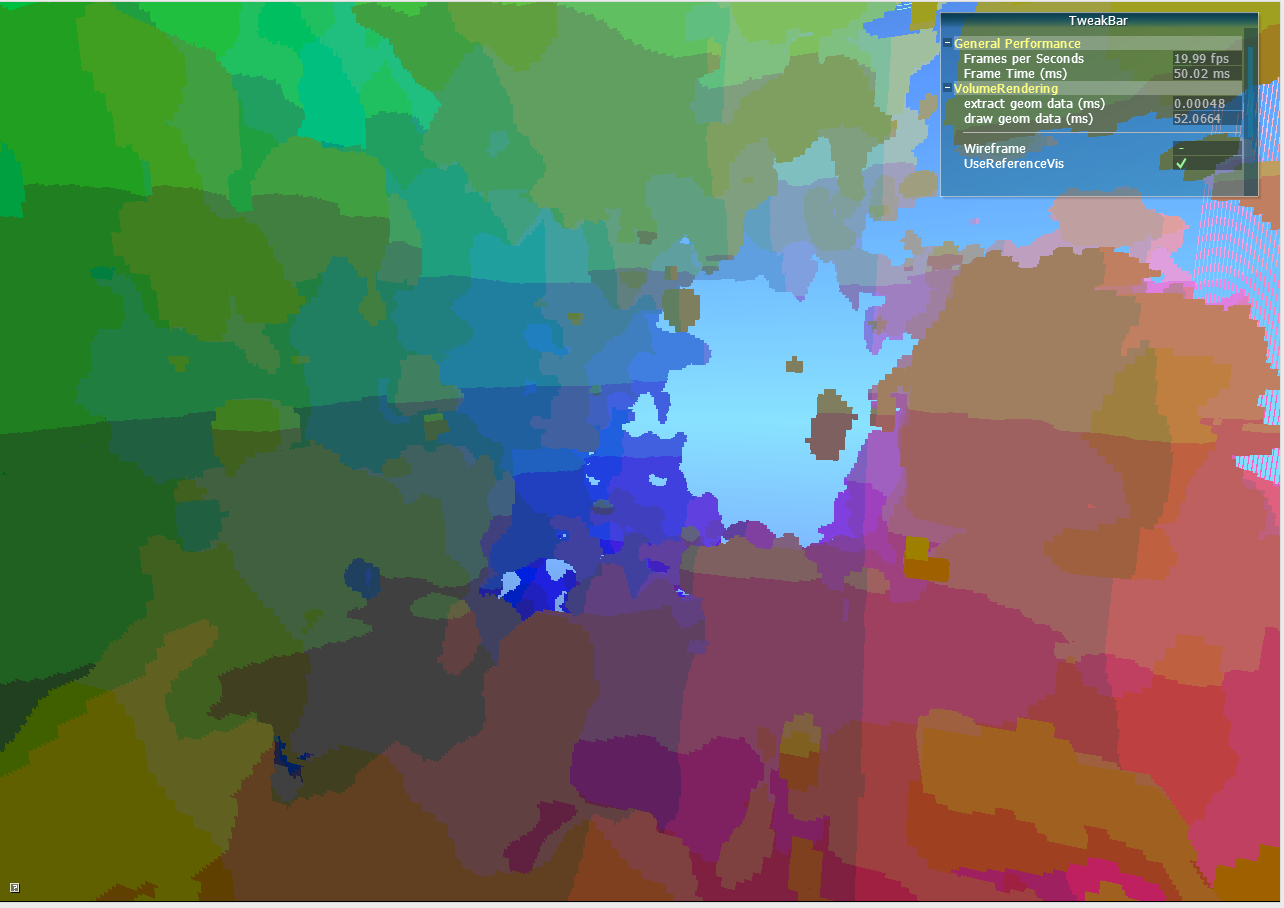 TweakBar
General Performance
Frames per Seconds 19.99 fps
Frame Time (ms) 50.02 ms
VolumeRendering
extract geom data (ms) 0.00048
draw geom data (ms) 52.0664
Wireframe -
UseReferenceVis ✓
?